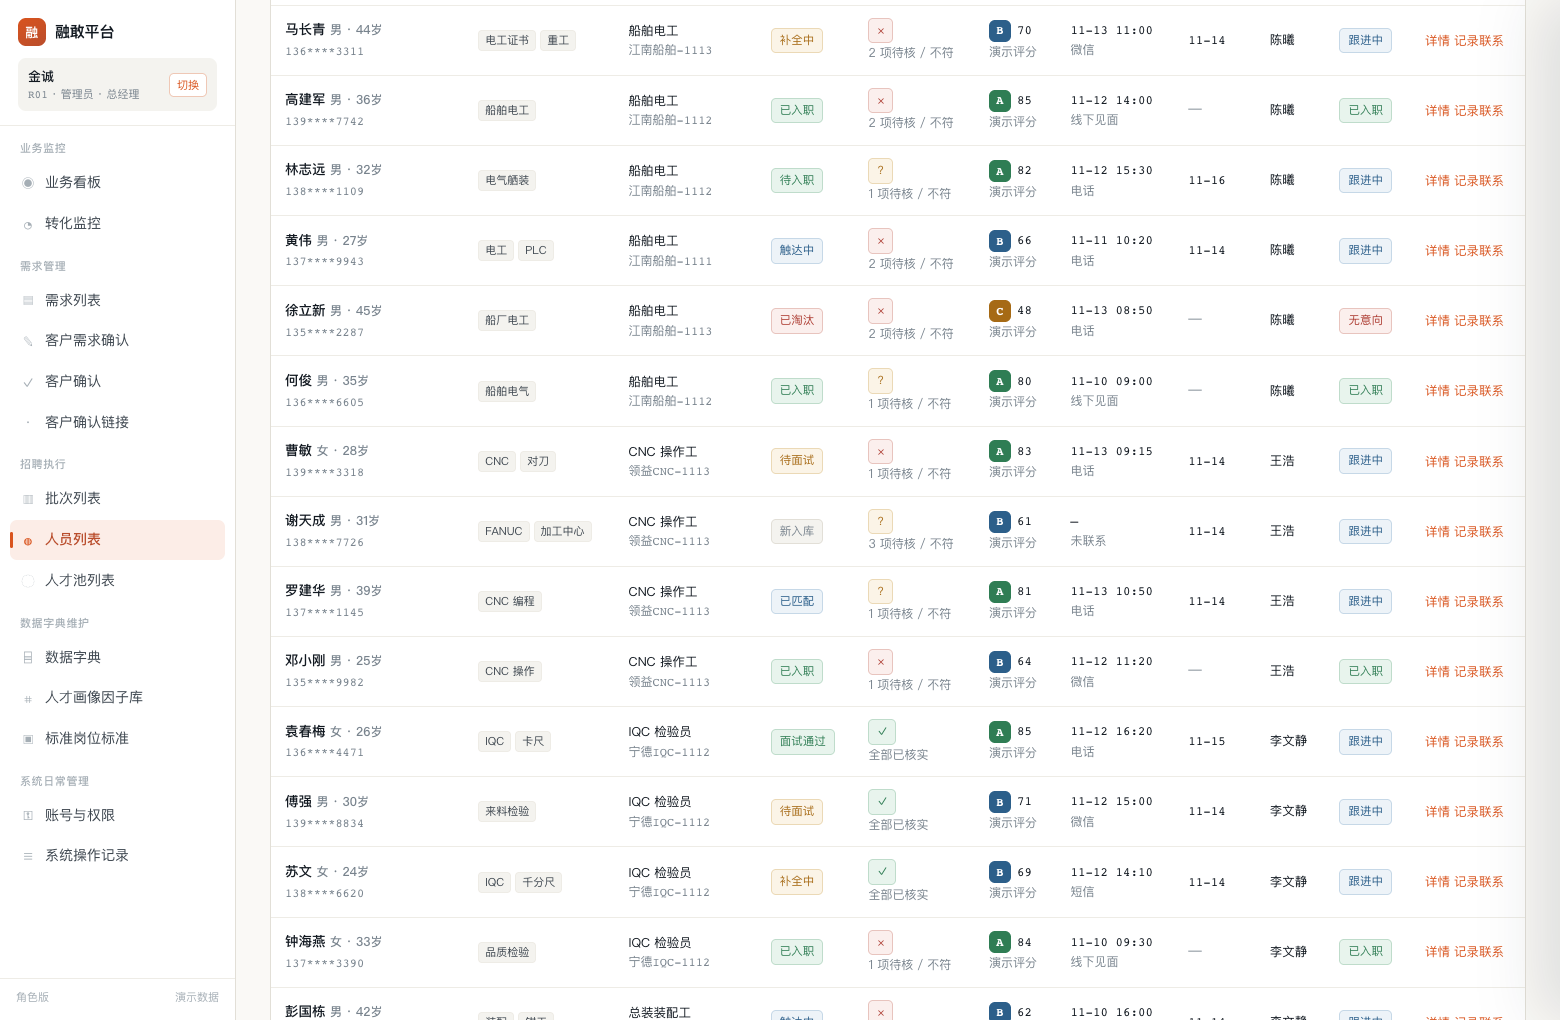 融 融敢平台
金诚
R01 · 管理员 · 总经理
切换
业务监控
业务看板
转化监控
需求管理
需求列表
客户需求确认
客户确认
客户确认链接
招聘执行
批次列表
人员列表
人才池列表
数据字典维护
数据字典
人才画像因子库
标准岗位标准
系统日常管理
账号与权限
系统操作记录
角色版 演示数据
马长青 男 · 44岁 电工证书 重工 船舶电工 补全中 × B 70 11-13 11:00 11-14 陈曦 跟进中 详情 记录联系
136****3311 江南船舶-1113 2 项待核 / 不符 演示评分 微信
高建军 男 · 36岁 船舶电工 船舶电工 已入职 × A 85 11-12 14:00 — 陈曦 已入职 详情 记录联系
139****7742 江南船舶-1112 2 项待核 / 不符 演示评分 线下见面
林志远 男 · 32岁 电气舾装 船舶电工 待入职 ? A 82 11-12 15:30 11-16 陈曦 跟进中 详情 记录联系
138****1109 江南船舶-1112 1 项待核 / 不符 演示评分 电话
黄伟 男 · 27岁 电工 PLC 船舶电工 触达中 × B 66 11-11 10:20 11-14 陈曦 跟进中 详情 记录联系
137****9943 江南船舶-1111 2 项待核 / 不符 演示评分 电话
徐立新 男 · 45岁 船厂电工 船舶电工 已淘汰 × C 48 11-13 08:50 — 陈曦 无意向 详情 记录联系
135****2287 江南船舶-1113 2 项待核 / 不符 演示评分 电话
何俊 男 · 35岁 船舶电气 船舶电工 已入职 ? A 80 11-10 09:00 — 陈曦 已入职 详情 记录联系
136****6605 江南船舶-1112 1 项待核 / 不符 演示评分 线下见面
曹敏 女 · 28岁 CNC 对刀 CNC 操作工 待面试 × A 83 11-13 09:15 11-14 王浩 跟进中 详情 记录联系
139****3318 领益CNC-1113 1 项待核 / 不符 演示评分 电话
谢天成 男 · 31岁 FANUC 加工中心 CNC 操作工 新入库 ? B 61 — 11-14 王浩 跟进中 详情 记录联系
138****7726 领益CNC-1113 3 项待核 / 不符 演示评分 未联系
罗建华 男 · 39岁 CNC 编程 CNC 操作工 已匹配 ? A 81 11-13 10:50 11-14 王浩 跟进中 详情 记录联系
137****1145 领益CNC-1113 1 项待核 / 不符 演示评分 电话
邓小刚 男 · 25岁 CNC 操作 CNC 操作工 已入职 × B 64 11-12 11:20 — 王浩 已入职 详情 记录联系
135****9982 领益CNC-1113 1 项待核 / 不符 演示评分 微信
袁春梅 女 · 26岁 IQC 卡尺 IQC 检验员 面试通过 ✓ A 85 11-12 16:20 11-15 李文静 跟进中 详情 记录联系
136****4471 宁德IQC-1112 全部已核实 演示评分 电话
傅强 男 · 30岁 来料检验 IQC 检验员 待面试 ✓ B 71 11-12 15:00 11-14 李文静 跟进中 详情 记录联系
139****8834 宁德IQC-1112 全部已核实 演示评分 微信
苏文 女 · 24岁 IQC 千分尺 IQC 检验员 补全中 ✓ B 69 11-12 14:10 11-14 李文静 跟进中 详情 记录联系
138****6620 宁德IQC-1112 全部已核实 演示评分 短信
钟海燕 女 · 33岁 品质检验 IQC 检验员 已入职 × A 84 11-10 09:30 — 李文静 已入职 详情 记录联系
137****3390 宁德IQC-1112 1 项待核 / 不符 演示评分 线下见面
彭国栋 男 · 42岁 总装装配工 × B 62 11-10 16:00